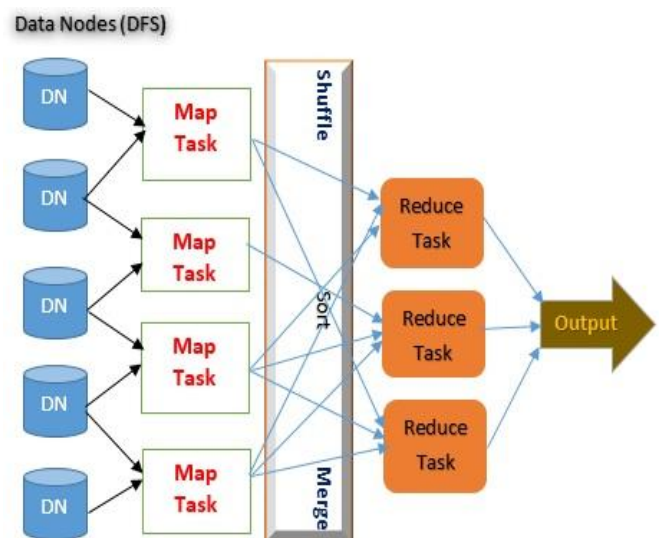 Data Nodes (DFS)
DN
DN
DN
DN
DN
Map
Task
Map
Task
Map
Task
Map
Task
Shuffle
Sort
Merge
Reduce
Task
Reduce
Task
Reduce
Task
Output